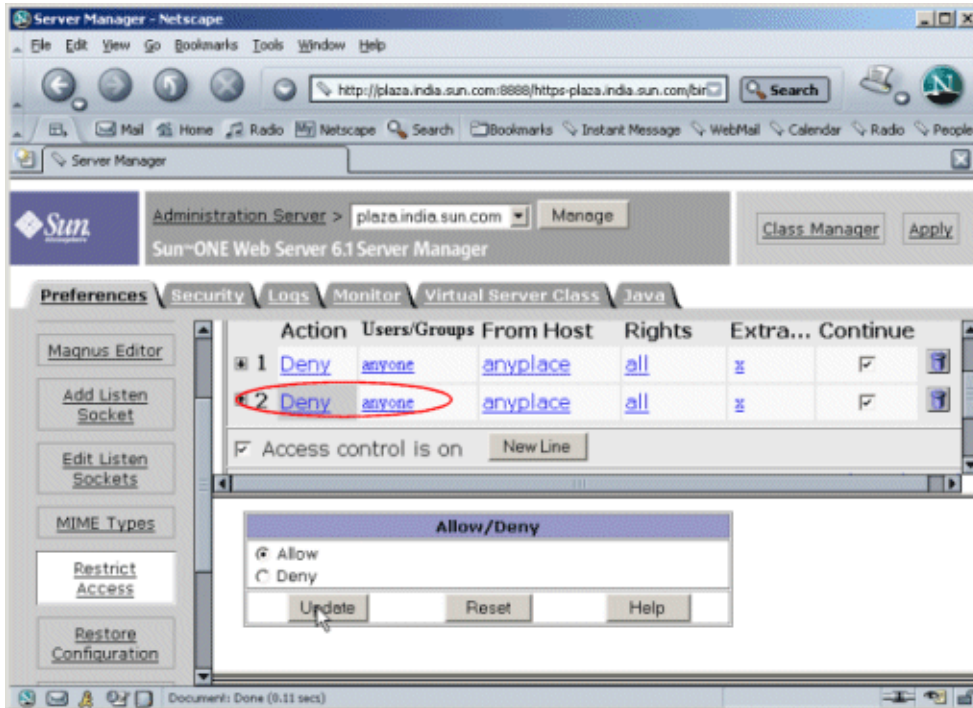 Server Manager - Netscape
File Edit View Go Bookmarks Tools Window Help
http://plaza.india.sun.com:8888/https-plaza.india.sun.com/bin
Search
Mail Home Radio My Netscape Search Bookmarks Instant Message WebMail Calendar Radio People
Server Manager
Sun
Administration Server > plaza.india.sun.com Manage
Class Manager Apply
Sun ONE Web Server 6.1 Server Manager
Preferences Security Logs Monitor Virtual Server Class Java
Magnus Editor
Add Listen
Socket
Edit Listen
Sockets
MIME Types
Restrict
Access
Restore
Configuration
Action Users/Groups From Host Rights Extra... Continue
1 Deny anyone anyplace all x
2 Deny anyone anyplace all x
Access control is on New Line
Allow/Deny
Allow
Deny
Update Reset Help
Document: Done (0.11 secs)